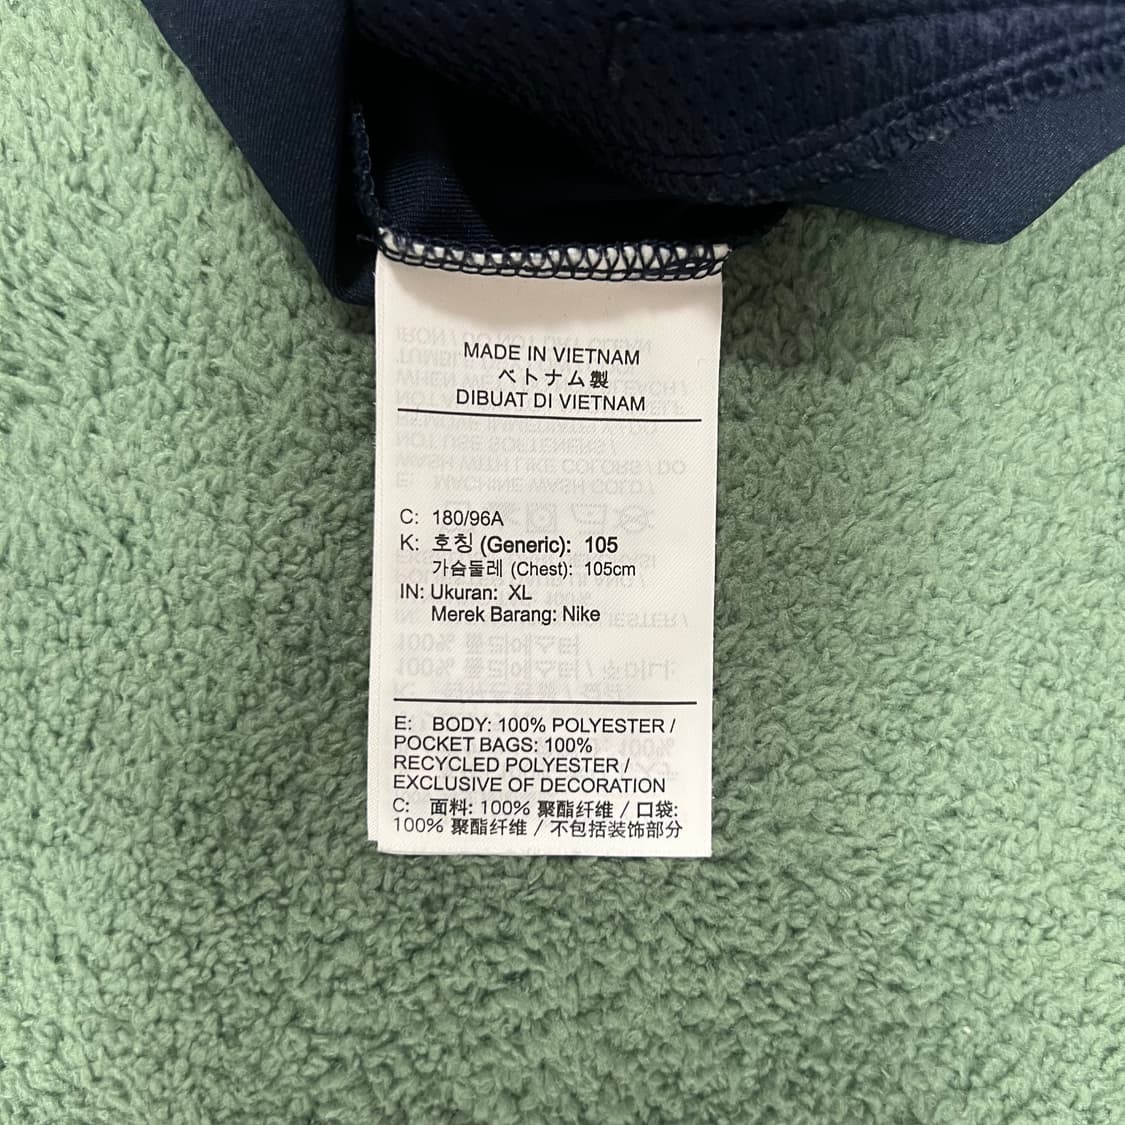 MADE IN VIETNAM
ベトナム製
DIBUAT DI VIETNAM
C: 180/96A
K: 호칭 (Generic): 105
가슴둘레 (Chest): 105cm
IN: Ukuran: XL
Merek Barang: Nike
E: BODY: 100% POLYESTER /
POCKET BAGS: 100%
RECYCLED POLYESTER /
EXCLUSIVE OF DECORATION
C: 面料: 100% 聚酯纤维 / 口袋:
100% 聚酯纤维 / 不包括装饰部分